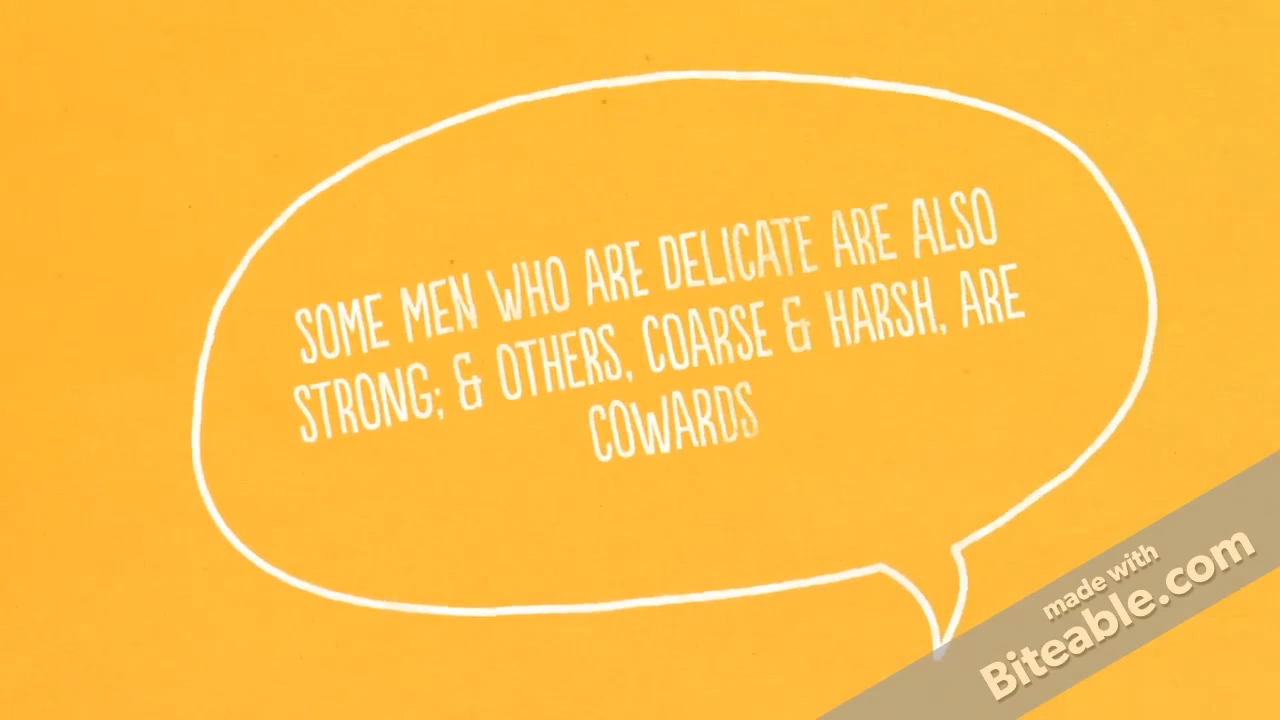 SOME MEN WHO ARE DELICATE ARE ALSO
STRONG; & OTHERS, COARSE & HARSH, ARE
COWARDS
made with
Biteable.com